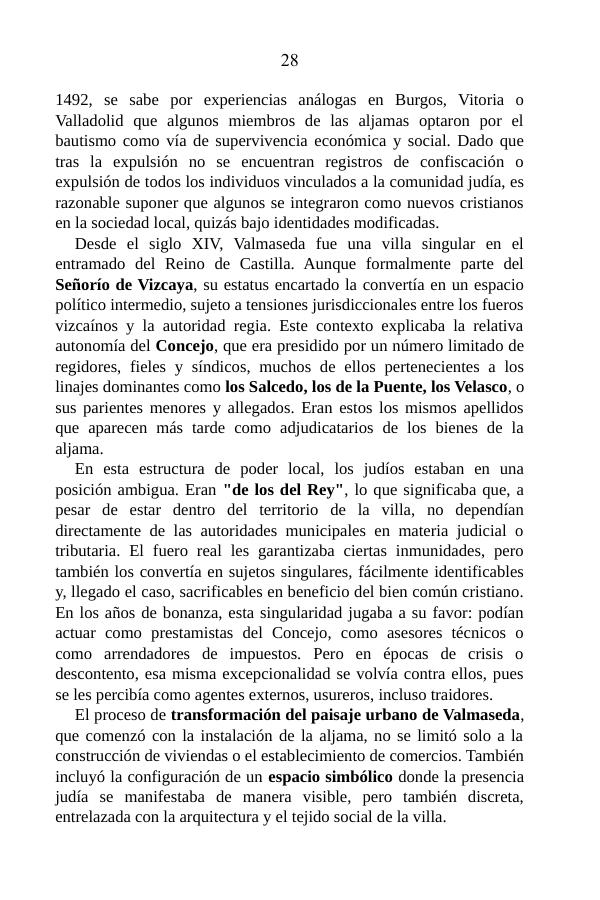 28
1492, se sabe por experiencias análogas en Burgos, Vitoria o
Valladolid que algunos miembros de las aljamas optaron por el
bautismo como vía de supervivencia económica y social. Dado que
tras la expulsión no se encuentran registros de confiscación o
expulsión de todos los individuos vinculados a la comunidad judía, es
razonable suponer que algunos se integraron como nuevos cristianos
en la sociedad local, quizás bajo identidades modificadas.
Desde el siglo XIV, Valmaseda fue una villa singular en el
entramado del Reino de Castilla. Aunque formalmente parte del
Señorío de Vizcaya, su estatus encartado la convertía en un espacio
político intermedio, sujeto a tensiones jurisdiccionales entre los fueros
vizcaínos y la autoridad regia. Este contexto explicaba la relativa
autonomía del Concejo, que era presidido por un número limitado de
regidores, fieles y síndicos, muchos de ellos pertenecientes a los
linajes dominantes como los Salcedo, los de la Puente, los Velasco, o
sus parientes menores y allegados. Eran estos los mismos apellidos
que aparecen más tarde como adjudicatarios de los bienes de la
aljama.
En esta estructura de poder local, los judíos estaban en una
posición ambigua. Eran "de los del Rey", lo que significaba que, a
pesar de estar dentro del territorio de la villa, no dependían
directamente de las autoridades municipales en materia judicial o
tributaria. El fuero real les garantizaba ciertas inmunidades, pero
también los convertía en sujetos singulares, fácilmente identificables
y, llegado el caso, sacrificables en beneficio del bien común cristiano.
En los años de bonanza, esta singularidad jugaba a su favor: podían
actuar como prestamistas del Concejo, como asesores técnicos o
como arrendadores de impuestos. Pero en épocas de crisis o
descontento, esa misma excepcionalidad se volvía contra ellos, pues
se les percibía como agentes externos, usureros, incluso traidores.
El proceso de transformación del paisaje urbano de Valmaseda,
que comenzó con la instalación de la aljama, no se limitó solo a la
construcción de viviendas o el establecimiento de comercios. También
incluyó la configuración de un espacio simbólico donde la presencia
judía se manifestaba de manera visible, pero también discreta,
entrelazada con la arquitectura y el tejido social de la villa.